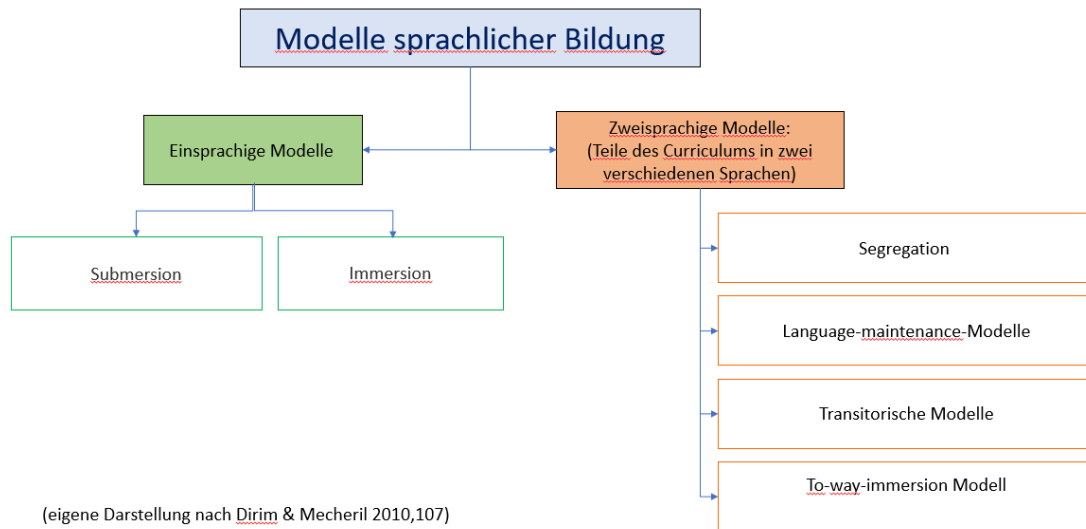 Modelle sprachlicher Bildung
Einsprachige Modelle
Zweisprachige Modelle:
(Teile des Curriculums in zwei
verschiedenen Sprachen)
Submersion
Immersion
Segregation
Language-maintenance-Modelle
Transitorische Modelle
To-way-immersion Modell
(eigene Darstellung nach Dirim & Mecheril 2010,107)